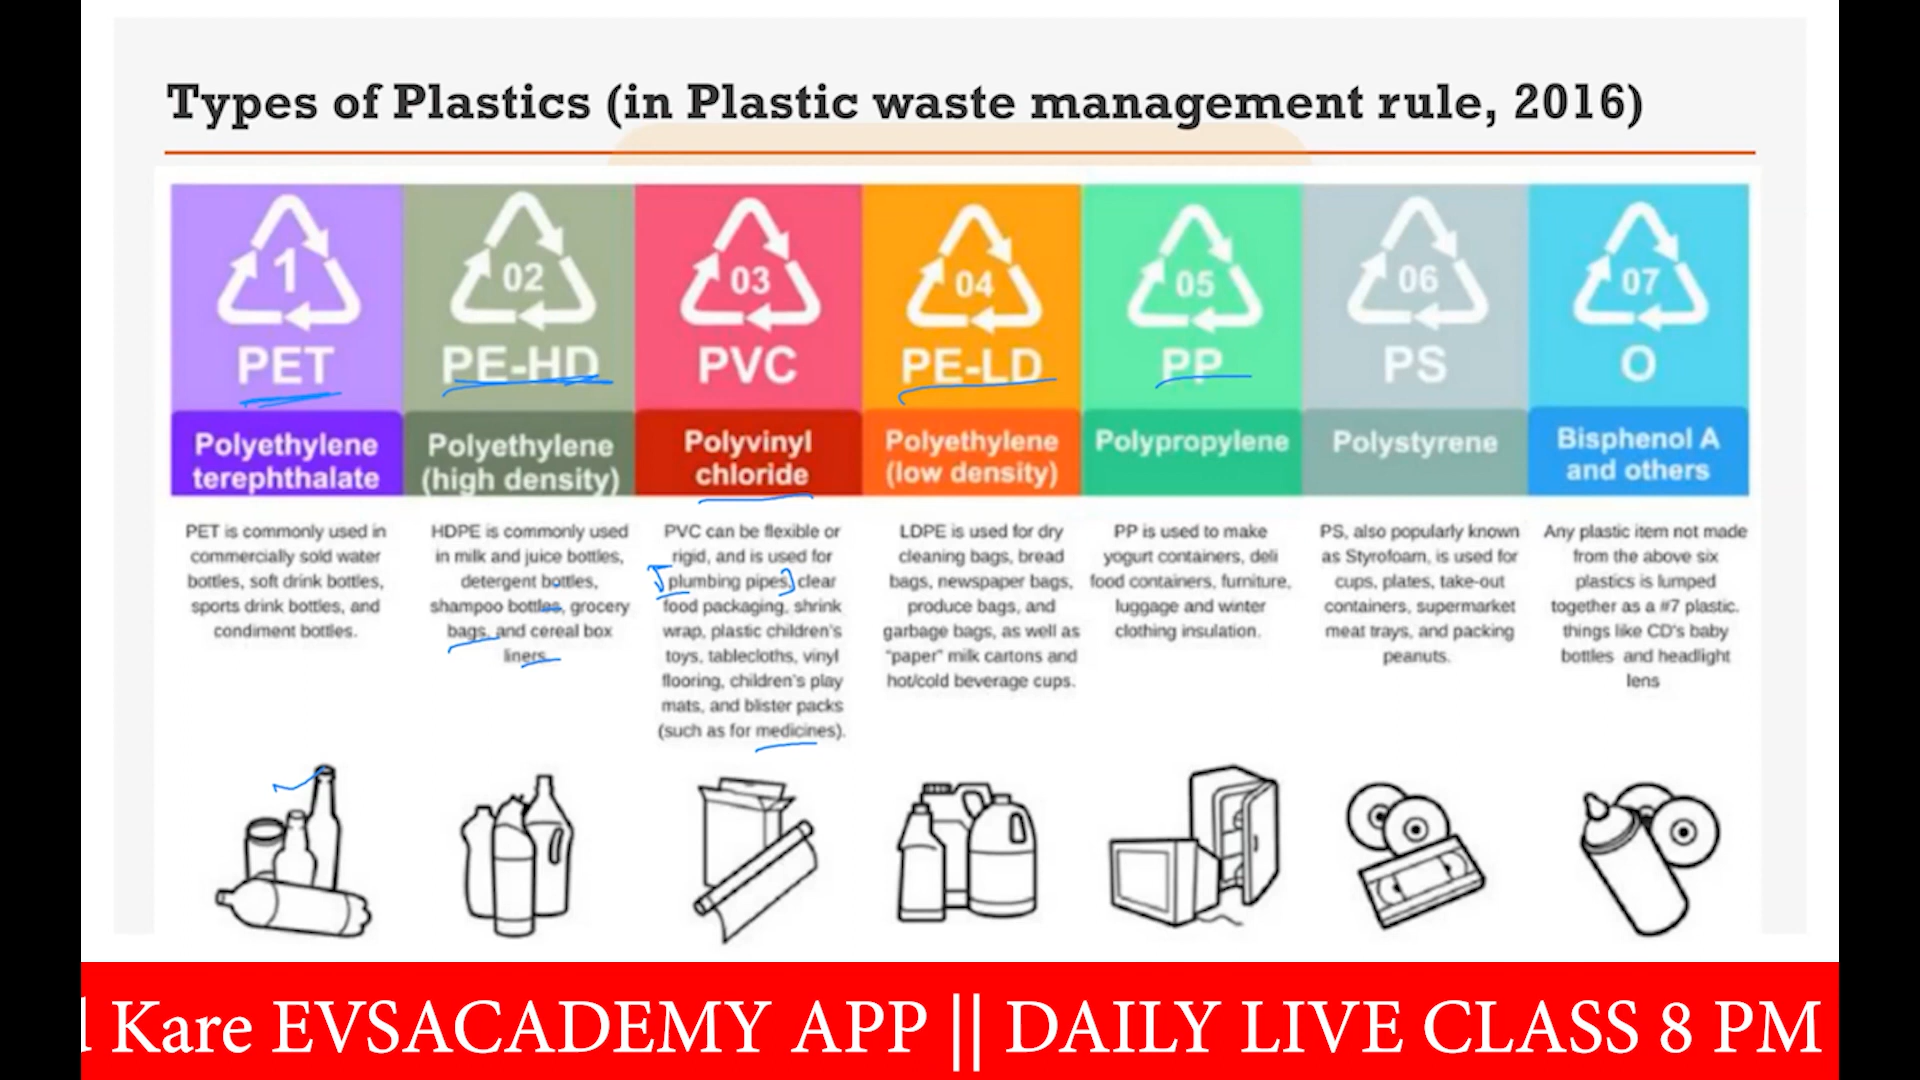 Types of Plastics (in Plastic waste management rule, 2016)
1
PET
Polyethylene
terephthalate
PET is commonly used in
commercially sold water
bottles, soft drink bottles,
sports drink bottles, and
condiment bottles.
02
PE-HD
Polyethylene
(high density)
HDPE is commonly used
in milk and juice bottles,
detergent bottles,
shampoo bottles, grocery
bags, and cereal box
liners.
03
PVC
Polyvinyl
chloride
PVC can be flexible or
rigid, and is used for
plumbing pipes, clear
food packaging, shrink
wrap, plastic children's
toys, tablecloths, vinyl
flooring, children's play
mats, and blister packs
(such as for medicines).
04
PE-LD
Polyethylene
(low density)
LDPE is used for dry
cleaning bags, bread
bags, newspaper bags,
produce bags, and
garbage bags, as well as
"paper" milk cartons and
hot/cold beverage cups.
05
PP
Polypropylene
PP is used to make
yogurt containers, deli
food containers, furniture,
luggage and winter
clothing insulation.
06
PS
Polystyrene
PS, also popularly known
as Styrofoam, is used for
cups, plates, take-out
containers, supermarket
meat trays, and packing
peanuts.
07
O
Bisphenol A
and others
Any plastic item not made
from the above six
plastics is lumped
together as a #7 plastic.
things like CD's baby
bottles and headlight
lens
Kare EVSACADEMY APP || DAILY LIVE CLASS 8 PM